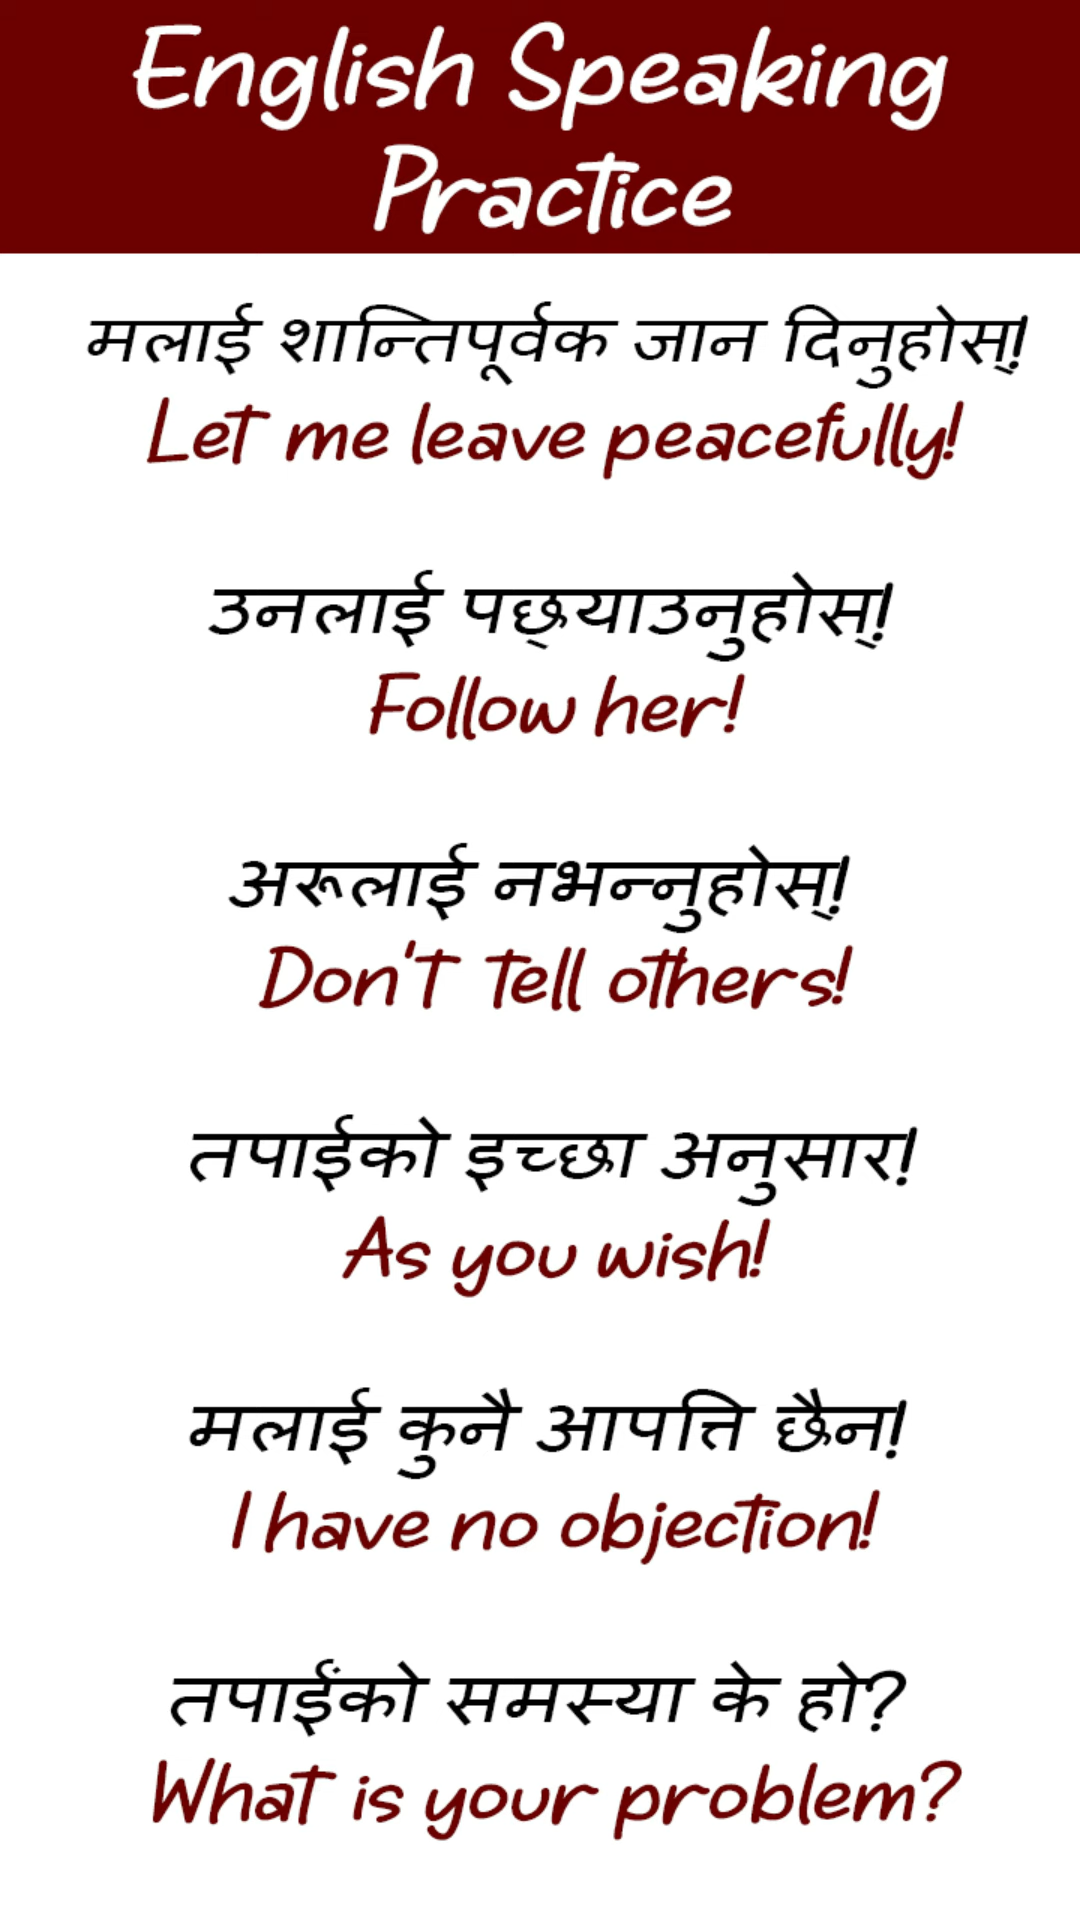 English Speaking
Practice
मलाई शान्तिपूर्वक जान दिनुहोस्!
Let me leave peacefully!
उनलाई पछ्याउनुहोस्!
Follow her!
अरूलाई नभन्नुहोस्!
Don't tell others!
तपाईको इच्छा अनुसार!
As you wish!
मलाई कुनै आपत्ति छैन!
I have no objection!
तपाईंको समस्या के हो?
What is your problem?